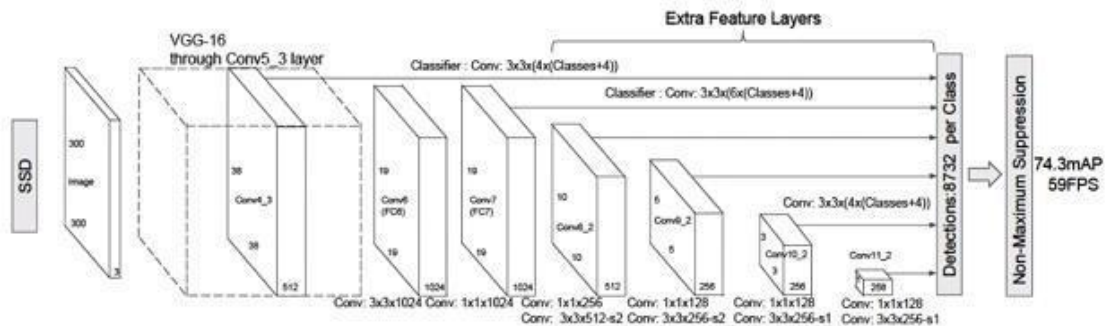 Extra Feature Layers
VGG-16
through Conv5_3 layer
Classifier : Conv: 3x3x(4x(Classes+4))
Classifier : Conv: 3x3x(6x(Classes+4))
SSD
300
Image
300
3
38
Conv4_3
38
512
19
Conv6
(FC6)
19
1024
19
Conv7
(FC7)
19
1024
10
Conv8_2
10
512
5
Conv9_2
5
256
Conv: 3x3x(4x(Classes+4))
3
Conv10_2
3
256
Conv11_2
256
Detections:8732 per Class
Non-Maximum Suppression
74.3mAP
59FPS
Conv: 3x3x1024
Conv: 1x1x1024
Conv: 1x1x256
Conv: 3x3x512-s2
Conv: 1x1x128
Conv: 3x3x256-s2
Conv: 1x1x128
Conv: 3x3x256-s1
Conv: 1x1x128
Conv: 3x3x256-s1